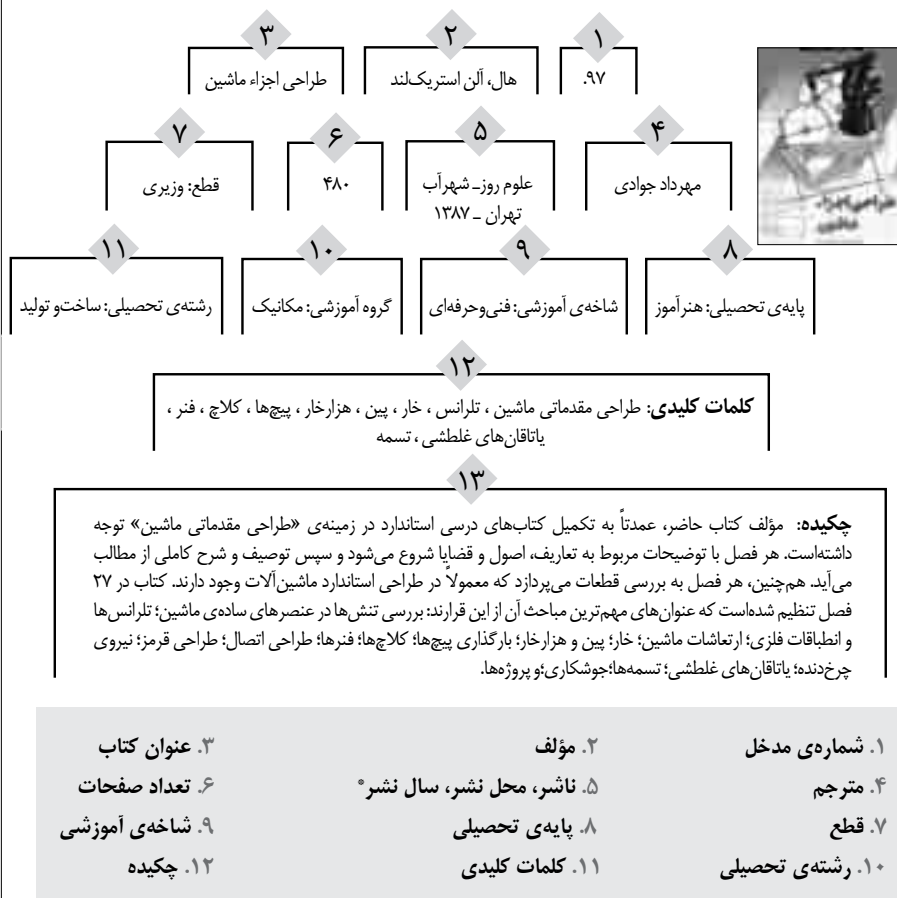 ۱ ۲ ۳
۹۷. هال، آلن استریک‌لند طراحی اجزاء ماشین
۴ ۵ ۶ ۷
مهرداد جوادی علوم روز_ شهرآب ۴۸۰ قطع: وزیری
تهران _ ۱۳۸۷
۸ ۹ ۱۰ ۱۱
پایه‌ی تحصیلی: هنرآموز شاخه‌ی آموزشی: فنی‌وحرفه‌ای گروه آموزشی: مکانیک رشته‌ی تحصیلی: ساخت‌و تولید
۱۲
کلمات کلیدی: طراحی مقدماتی ماشین ، تلرانس ، خار ، پین ، هزارخار ، پیچ‌ها ، کلاچ ، فنر ،
یاتاقان‌های غلطشی ، تسمه
۱۳
چکیده: مؤلف کتاب حاضر، عمدتاً به تکمیل کتاب‌های درسی استاندارد در زمینه‌ی «طراحی مقدماتی ماشین» توجه
داشته‌است. هر فصل با توضیحات مربوط به تعاریف، اصول و قضایا شروع می‌شود و سپس توصیف و شرح کاملی از مطالب
می‌آید. هم‌چنین، هر فصل به بررسی قطعات می‌پردازد که معمولاً در طراحی استاندارد ماشین‌آلات وجود دارند. کتاب در ۲۷
فصل تنظیم شده‌است که عنوان‌های مهم‌ترین مباحث آن از این قرارند: بررسی تنش‌ها در عنصرهای ساده‌ی ماشین؛ تلرانس‌ها
و انطباقات فلزی؛ ارتعاشات ماشین؛ خار؛ پین و هزارخار؛ بارگذاری پیچ‌ها؛ کلاچ‌ها؛ فنرها؛ طراحی اتصال؛ طراحی قرمز؛ نیروی
چرخ‌دنده؛ یاتاقان‌های غلطشی؛ تسمه‌ها؛جوشکاری؛و پروژه‌ها.
طراحی اجزاء
ماشین
۱. شماره‌ی مدخل ۲. مؤلف ۳. عنوان کتاب
۴. مترجم ۵. ناشر، محل نشر، سال نشر* ۶. تعداد صفحات
۷. قطع ۸. پایه‌ی تحصیلی ۹. شاخه‌ی آموزشی
۱۰. رشته‌ی تحصیلی ۱۱. کلمات کلیدی ۱۲. چکیده